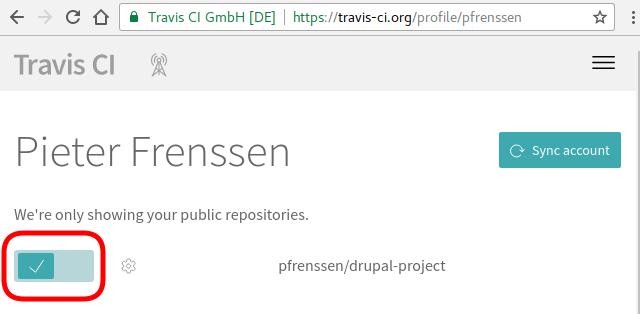 Travis CI GmbH [DE] https://travis-ci.org/profile/pfrenssen
Travis CI
Pieter Frenssen
Sync account
We're only showing your public repositories.
pfrenssen/drupal-project